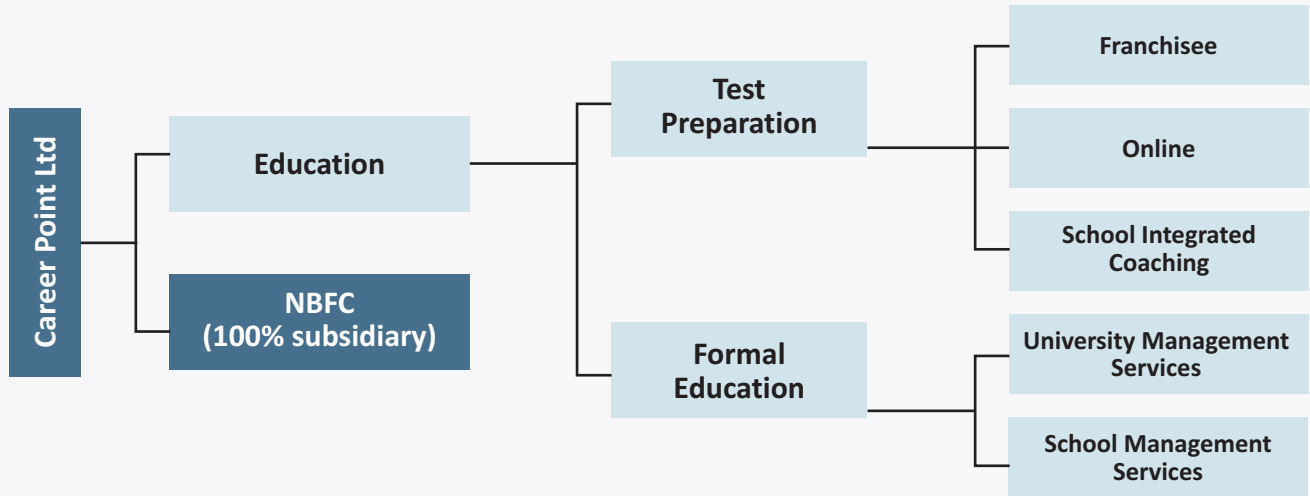 Career Point Ltd
Education
NBFC
(100% subsidiary)
Test
Preparation
Formal
Education
Franchisee
Online
School Integrated
Coaching
University Management
Services
School Management
Services